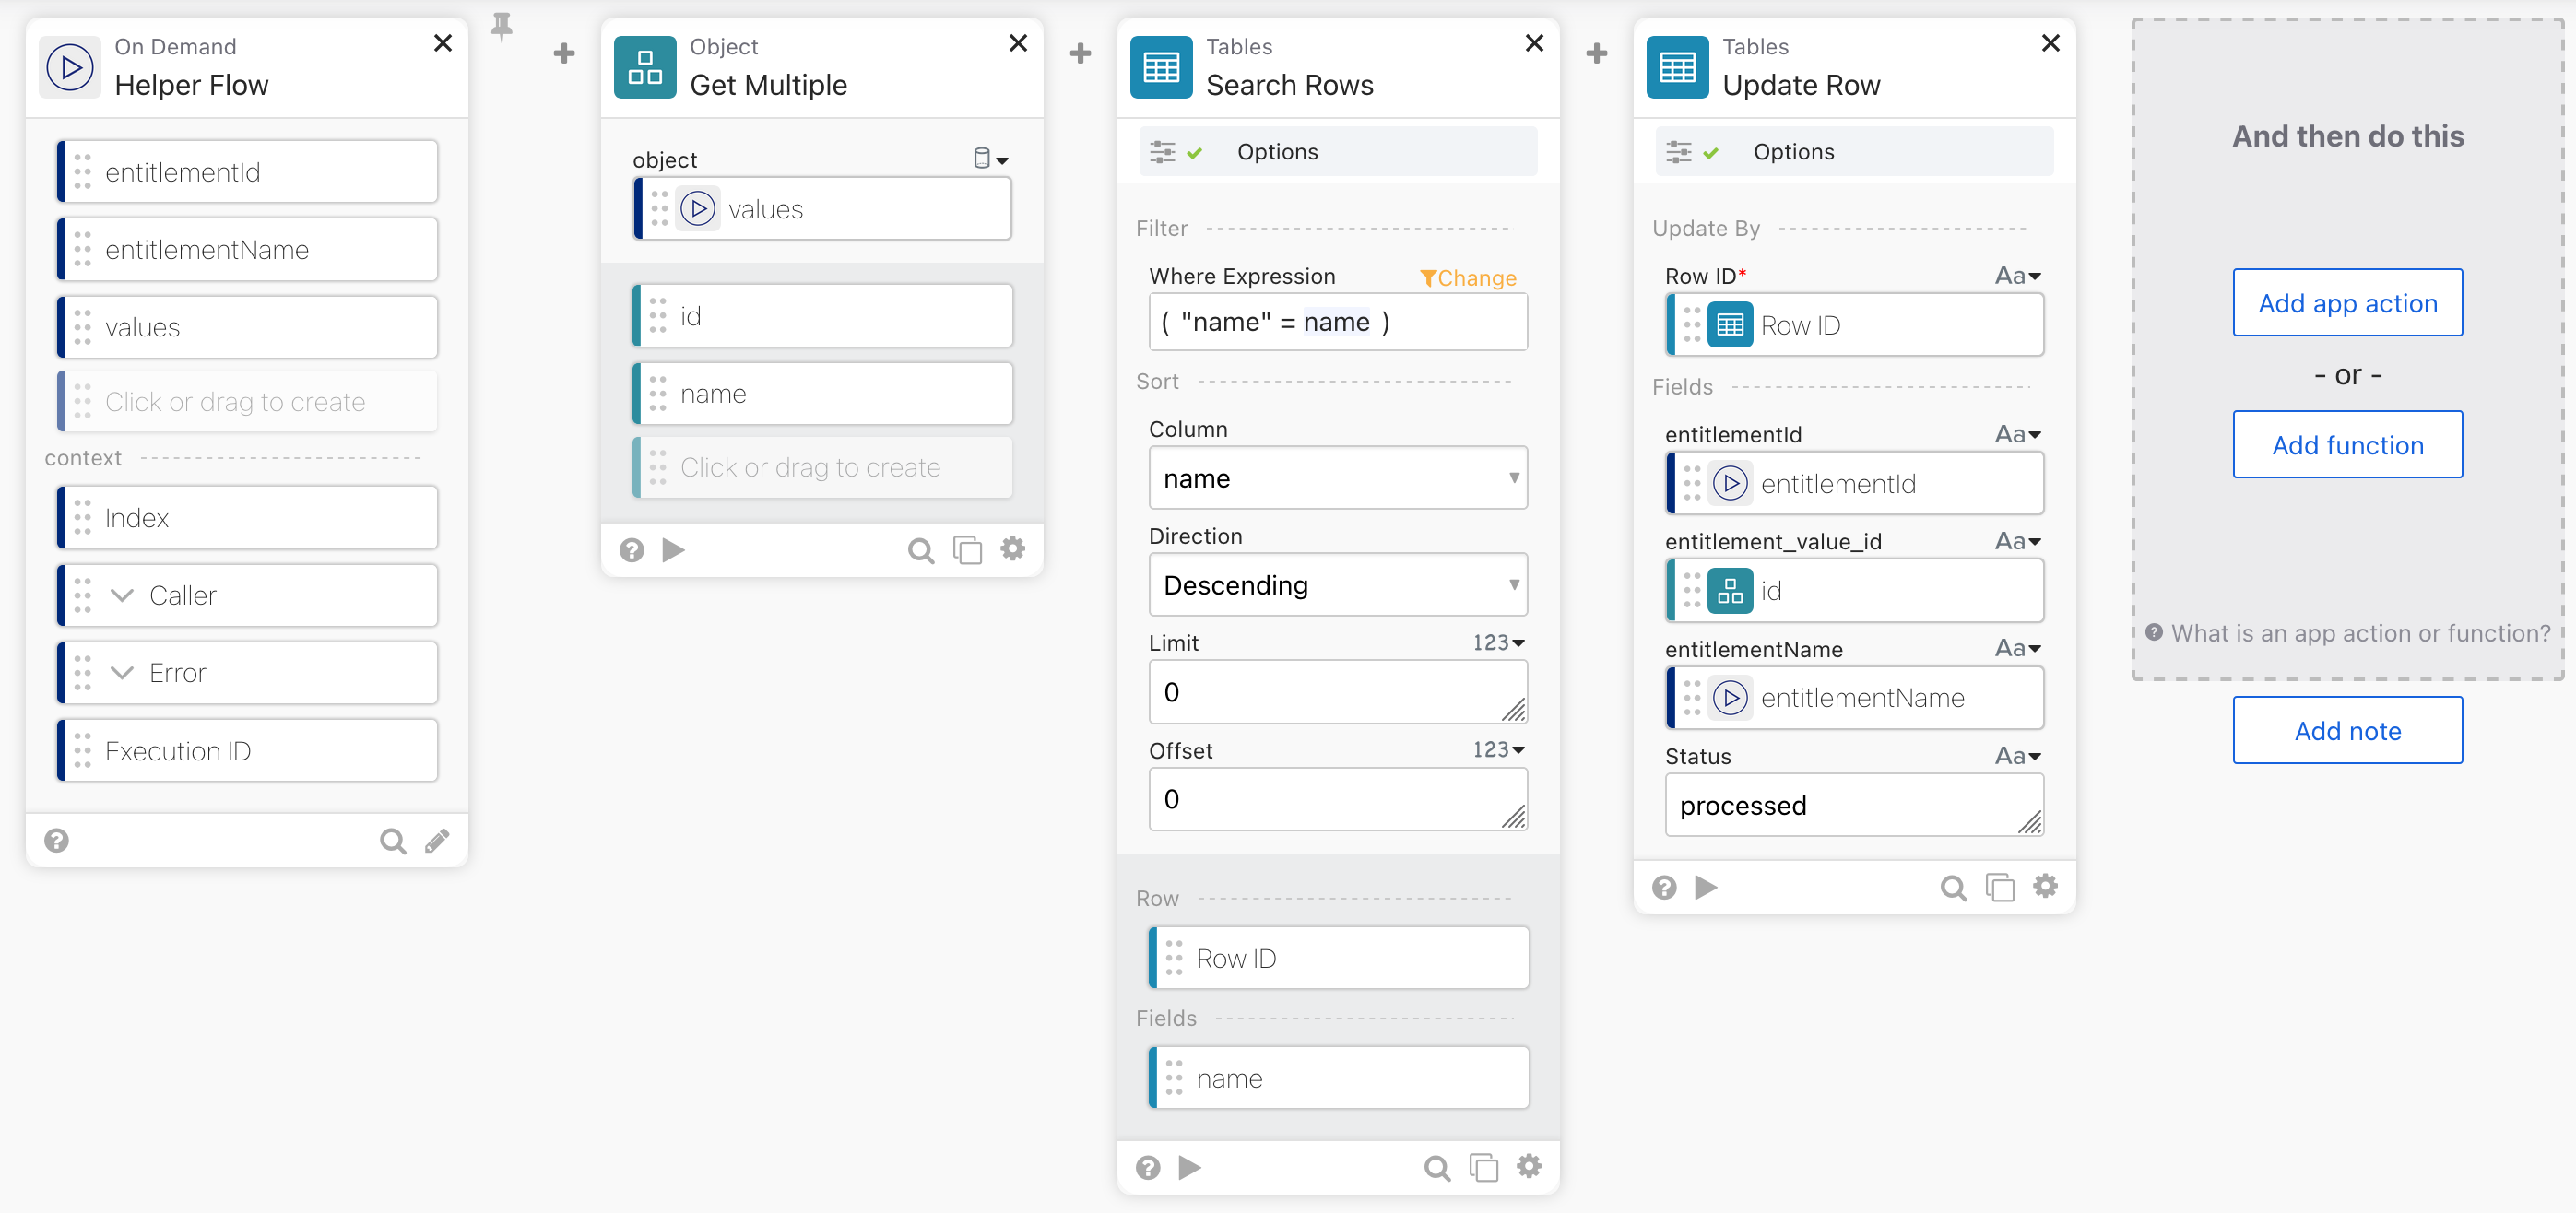 On Demand
Helper Flow
entitlementId
entitlementName
values
Click or drag to create
context
Index
Caller
Error
Execution ID
Object
Get Multiple
object
values
id
name
Click or drag to create
Tables
Search Rows
Options
Filter
Where Expression
Change
( "name" = name )
Sort
Column
name
Direction
Descending
Limit
123
0
Offset
123
0
Row
Row ID
Fields
name
Tables
Update Row
Options
Update By
Row ID*
Aa
Row ID
Fields
entitlementId
Aa
entitlementId
entitlement_value_id
Aa
id
entitlementName
Aa
entitlementName
Status
Aa
processed
And then do this
Add app action
- or -
Add function
What is an app action or function?
Add note